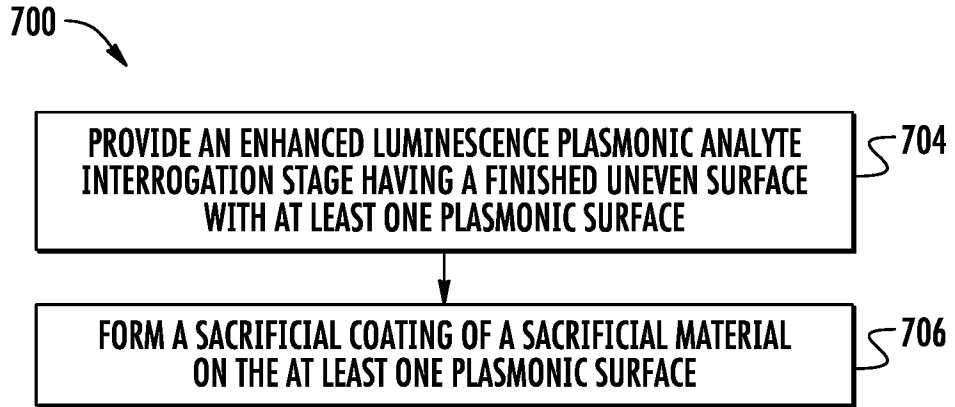 700
PROVIDE AN ENHANCED LUMINESCENCE PLASMONIC ANALYTE
INTERROGATION STAGE HAVING A FINISHED UNEVEN SURFACE
WITH AT LEAST ONE PLASMONIC SURFACE
704
FORM A SACRIFICIAL COATING OF A SACRIFICIAL MATERIAL
ON THE AT LEAST ONE PLASMONIC SURFACE
706